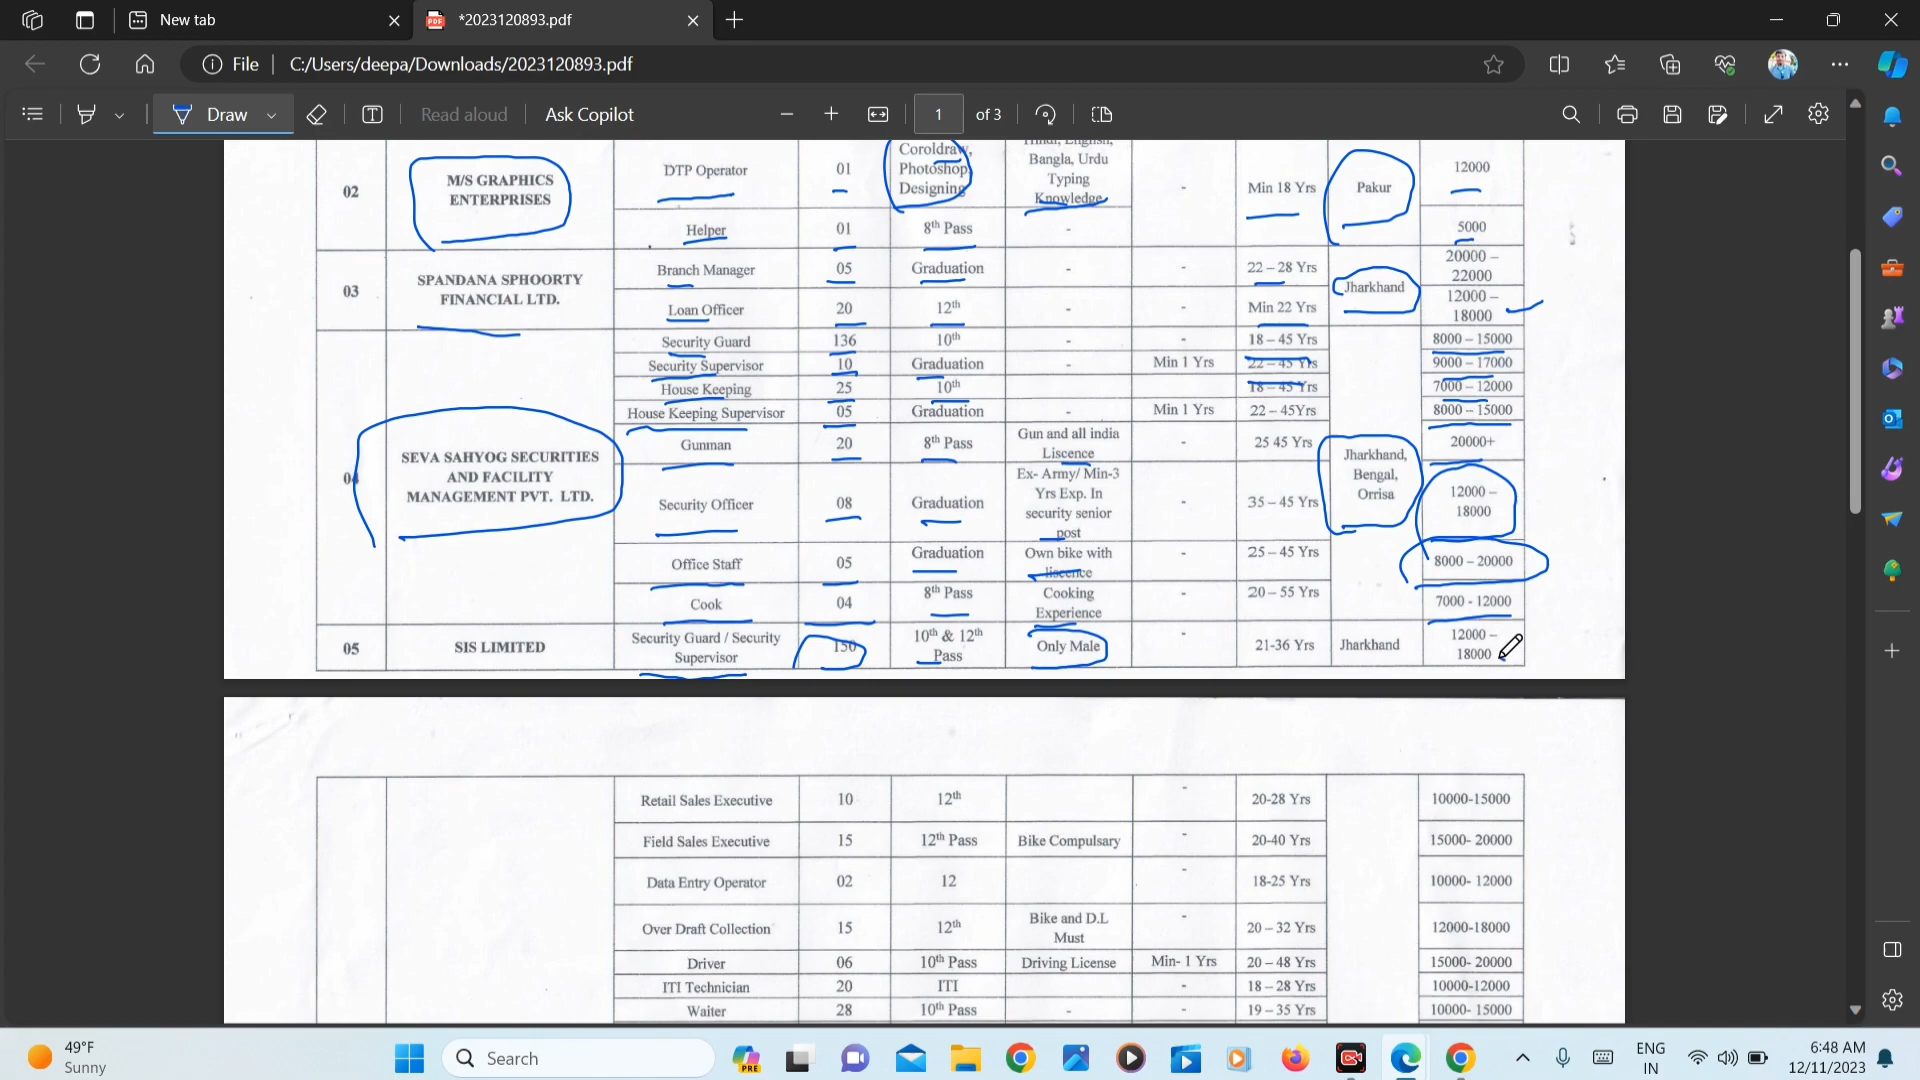 New tab
*2023120893.pdf
File
C:/Users/deepa/Downloads/2023120893.pdf
Draw
Read aloud
Ask Copilot
1 of 3
02
M/S GRAPHICS
ENTERPRISES
DTP Operator
01
Coroldraw,
Photoshop,
Designing
Hindi, English,
Bangla, Urdu
Typing
Knowledge
-
Min 18 Yrs
Pakur
12000
Helper
01
8th Pass
-
5000
03
SPANDANA SPHOORTY
FINANCIAL LTD.
Branch Manager
05
Graduation
-
-
22 – 28 Yrs
Jharkhand
20000 –
22000
Loan Officer
20
12th
-
-
Min 22 Yrs
12000 –
18000
04
SEVA SAHYOG SECURITIES
AND FACILITY
MANAGEMENT PVT. LTD.
Security Guard
136
10th
-
-
18 – 45 Yrs
8000 – 15000
Security Supervisor
10
Graduation
-
Min 1 Yrs
22 – 45 Yrs
9000 – 17000
House Keeping
25
10th
18 – 45 Yrs
7000 – 12000
House Keeping Supervisor
05
Graduation
-
Min 1 Yrs
22 – 45Yrs
8000 – 15000
Gunman
20
8th Pass
Gun and all india
Liscence
-
25 45 Yrs
Jharkhand,
Bengal,
Orrisa
20000+
Security Officer
08
Graduation
Ex- Army/ Min-3
Yrs Exp. In
security senior
post
-
35 – 45 Yrs
12000 –
18000
Office Staff
05
Graduation
Own bike with
liscence
-
25 – 45 Yrs
8000 – 20000
Cook
04
8th Pass
Cooking
Experience
-
20 – 55 Yrs
7000 - 12000
05
SIS LIMITED
Security Guard / Security
Supervisor
150
10th & 12th
Pass
Only Male
-
21-36 Yrs
Jharkhand
12000 –
18000
Retail Sales Executive
10
12th
-
20-28 Yrs
10000-15000
Field Sales Executive
15
12th Pass
Bike Compulsary
-
20-40 Yrs
15000- 20000
Data Entry Operator
02
12
-
18-25 Yrs
10000- 12000
Over Draft Collection
15
12th
Bike and D.L
Must
-
20 – 32 Yrs
12000-18000
Driver
06
10th Pass
Driving License
Min- 1 Yrs
20 – 48 Yrs
15000- 20000
ITI Technician
20
ITI
-
18 – 28 Yrs
10000-12000
Waiter
28
10th Pass
-
-
19 – 35 Yrs
10000- 15000
49°F
Sunny
Search
PRE
ENG
IN
6:48 AM
12/11/2023